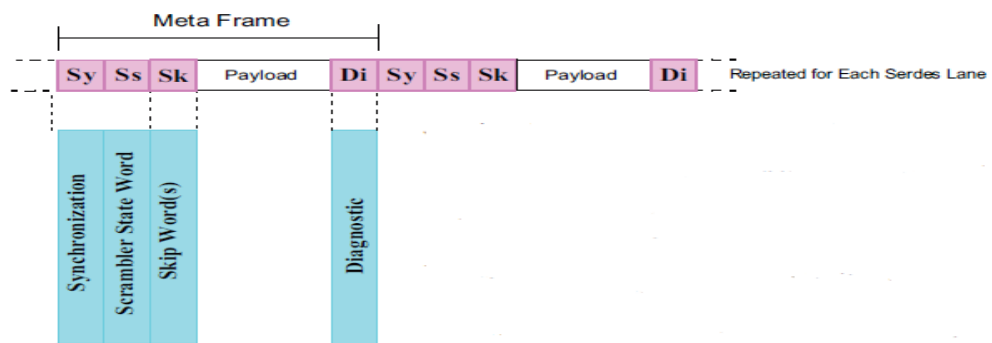 Meta Frame
Sy Ss Sk Payload Di Sy Ss Sk Payload Di Repeated for Each Serdes Lane
Synchronization
Scrambler State Word
Skip Word(s)
Diagnostic